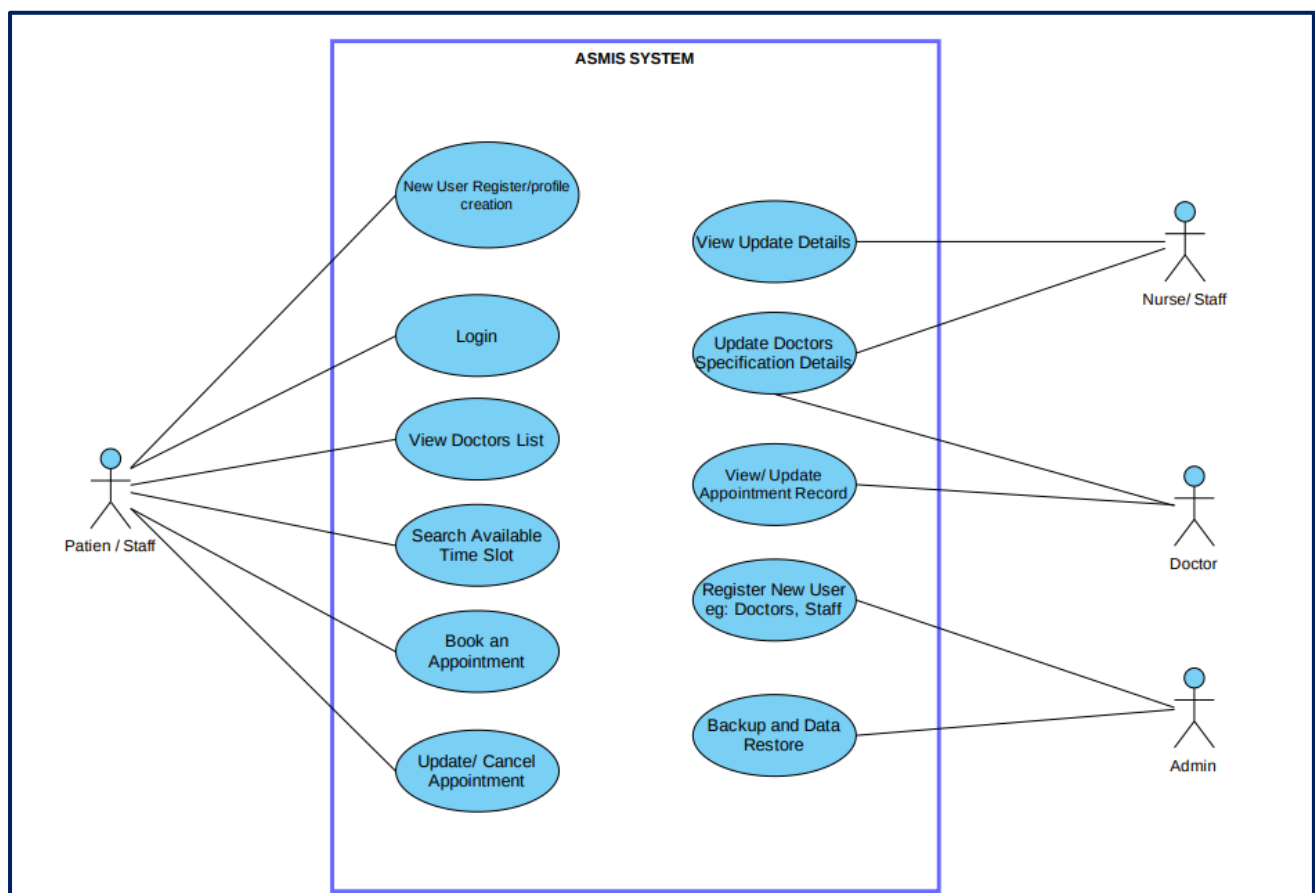 ASMIS SYSTEM
New User Register/profile
creation
Login
View Doctors List
Search Available
Time Slot
Book an
Appointment
Update/ Cancel
Appointment
View Update Details
Update Doctors
Specification Details
View/ Update
Appointment Record
Register New User
eg: Doctors, Staff
Backup and Data
Restore
Patien / Staff
Nurse/ Staff
Doctor
Admin